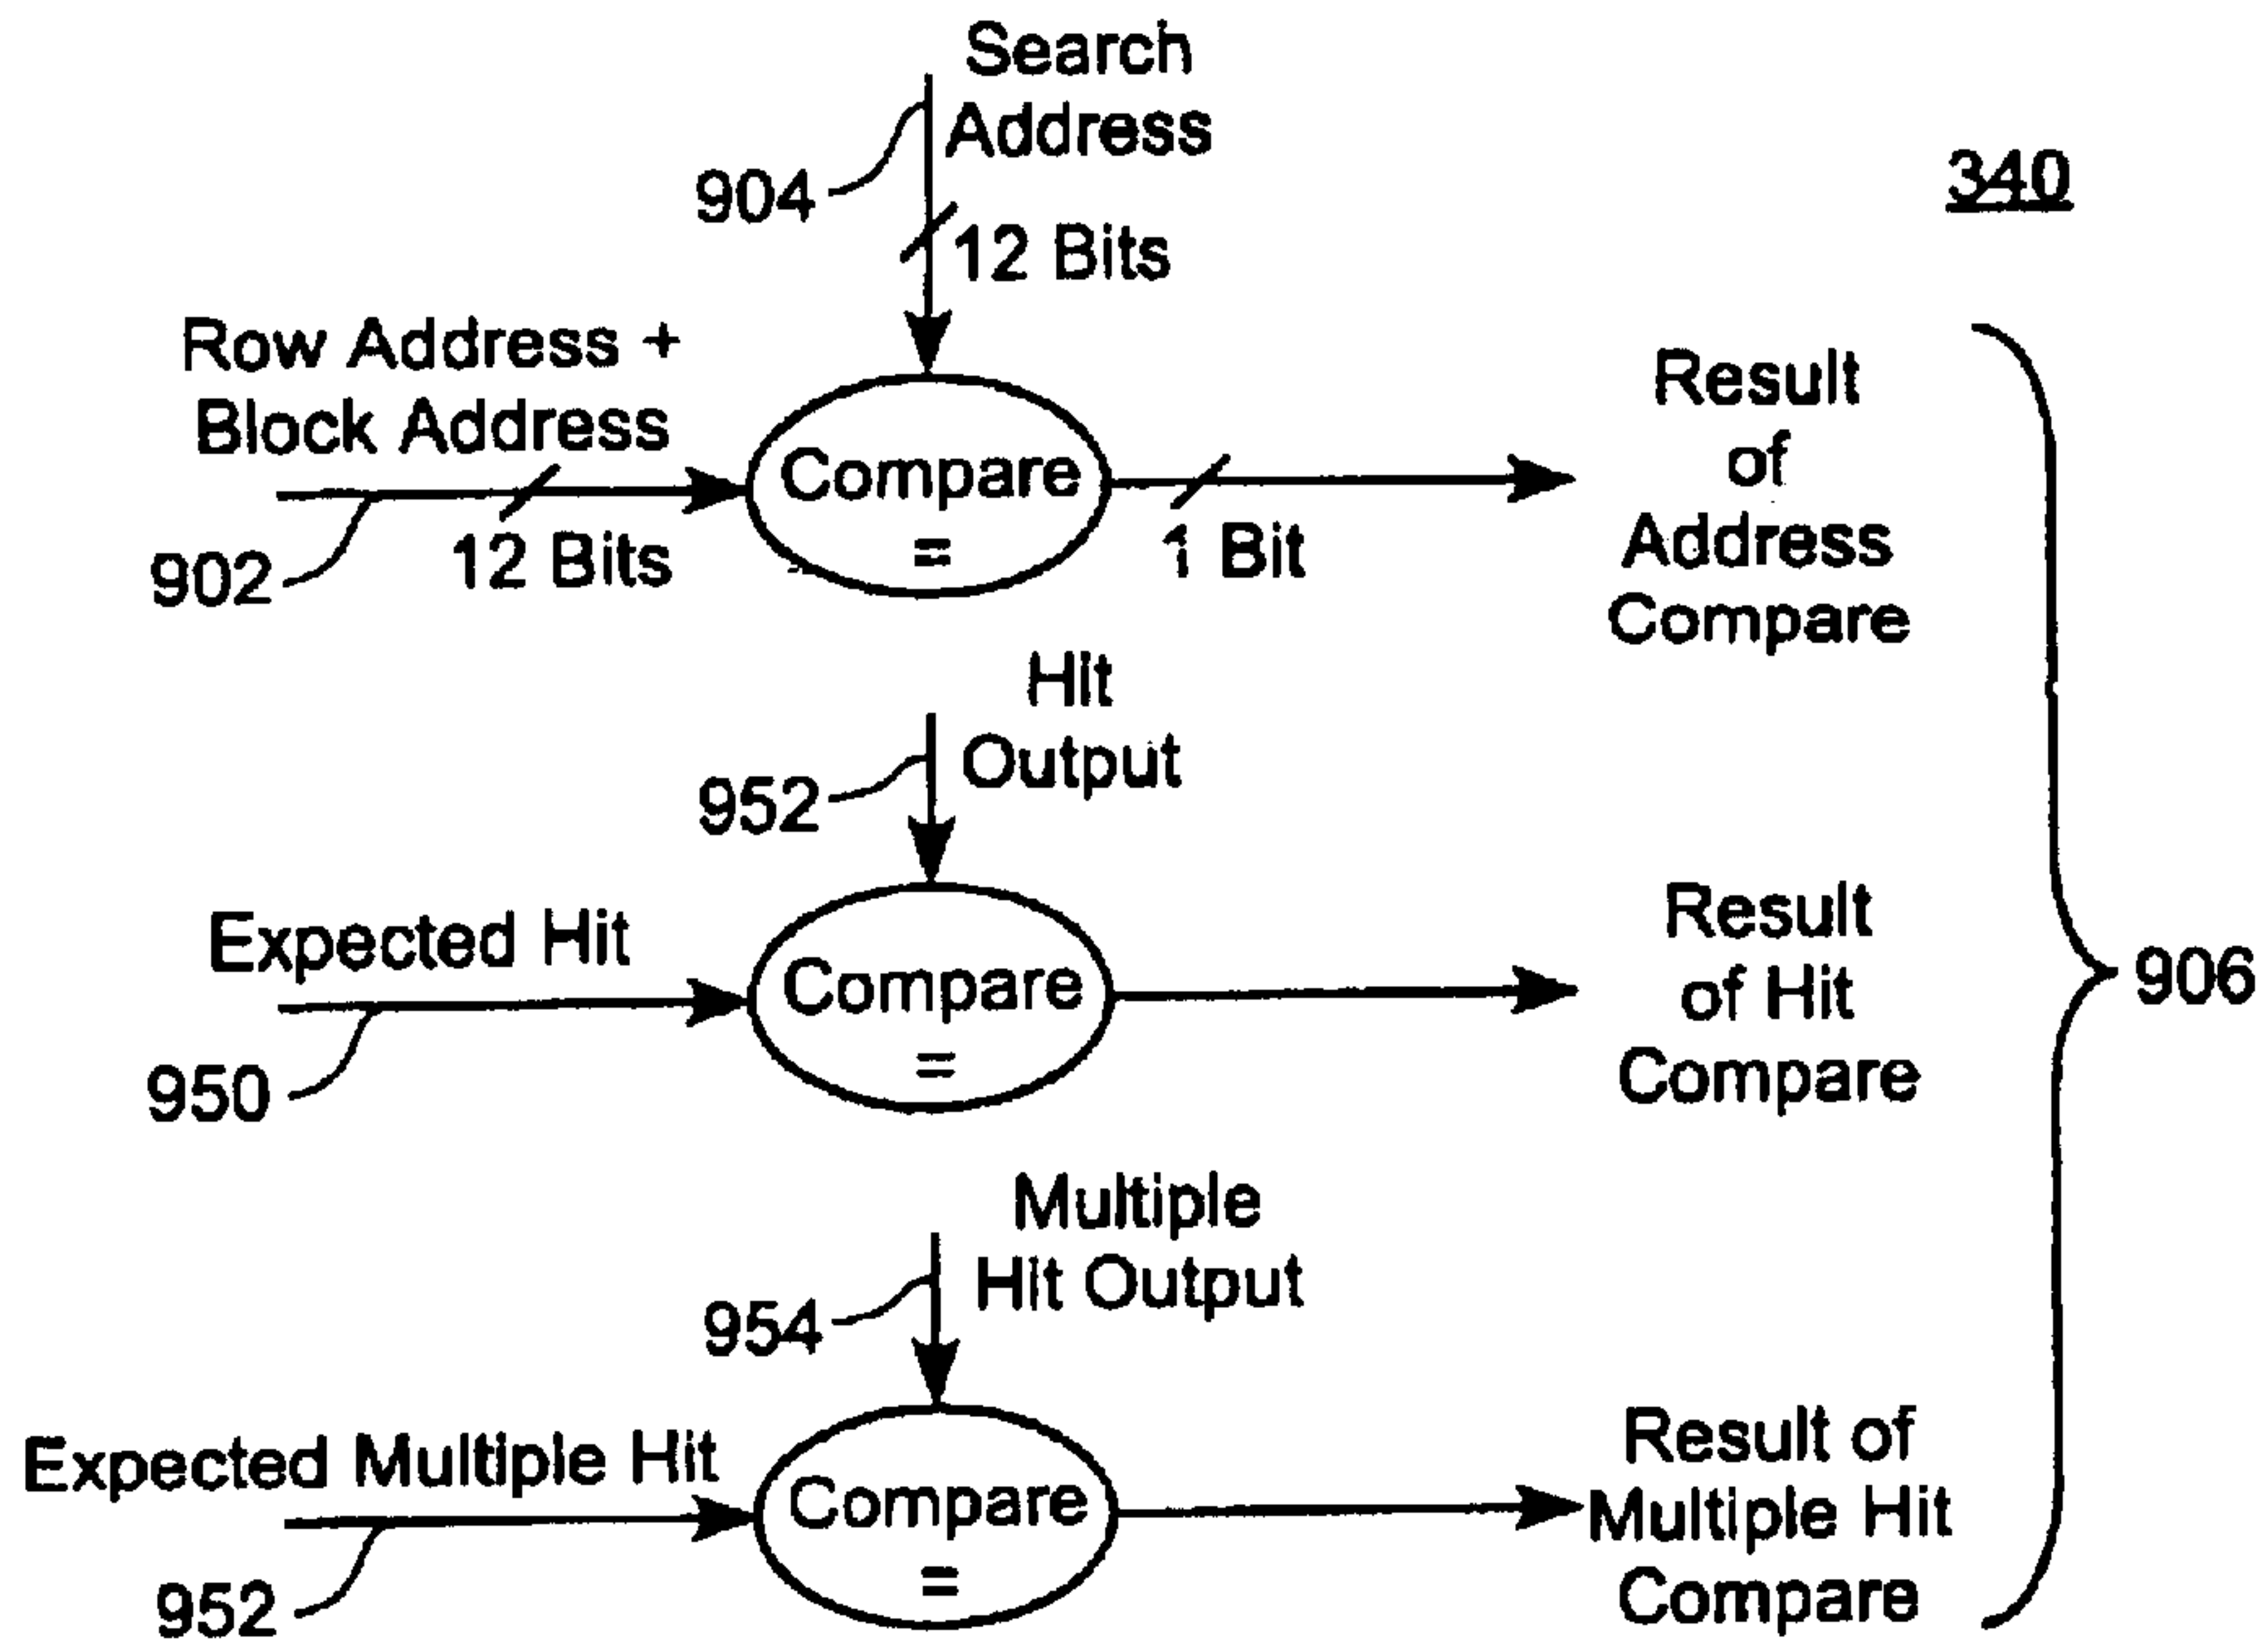 Search
Address
904
340
12 Bits
Row Address +
Block Address
Compare
=
902
12 Bits
1 Bit
Result
of
Address
Compare
Hit
Output
952
Expected Hit
Compare
=
950
Result
of Hit
Compare
906
Multiple
Hit Output
954
Expected Multiple Hit
Compare
=
952
Result of
Multiple Hit
Compare